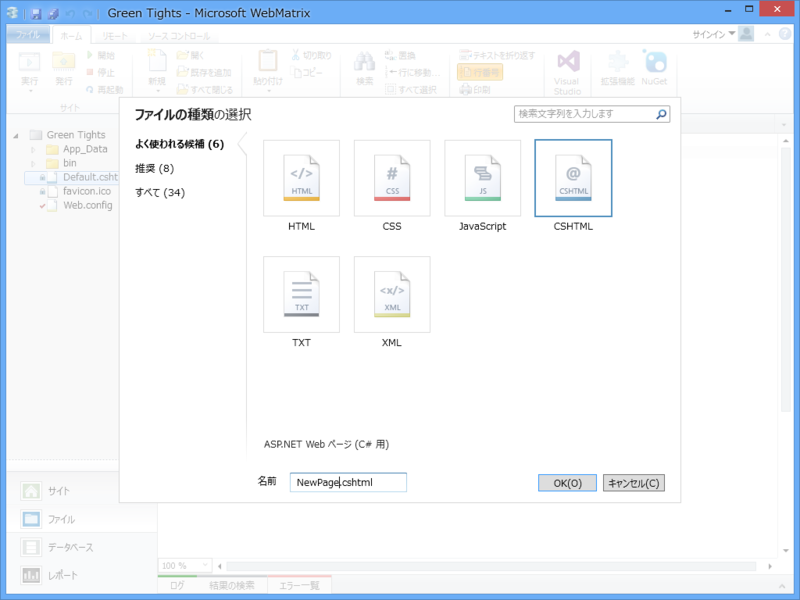 Green Tights - Microsoft WebMatrix
ファイル ホーム リモート ソース コントロール サインイン
実行 発行 開始 停止 再起動 新規 開く 既存を追加 すべて閉じる 貼り付け 切り取り コピー 検索 置換 行に移動... すべて選択 テキストを折り返す 行番号 印刷 Visual Studio 拡張機能 NuGet
サイト
Green Tights
App_Data
bin
Default.csht
favicon.ico
Web.config
ファイルの種類の選択
検索文字列を入力します
よく使われる候補 (6)
推奨 (8)
すべて (34)
</> HTML
# CSS
JS
@ CSHTML
HTML
CSS
JavaScript
CSHTML
TXT
<x/> XML
TXT
XML
ASP.NET Web ページ (C# 用)
名前 NewPage.cshtml OK(O) キャンセル(C)
サイト
ファイル
データベース
レポート
100 %
ログ 結果の検索 エラー一覧